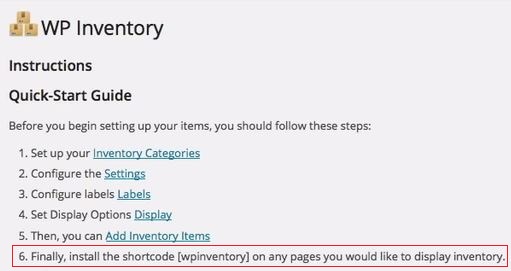 WP Inventory
Instructions
Quick-Start Guide
Before you begin setting up your items, you should follow these steps:
1. Set up your Inventory Categories
2. Configure the Settings
3. Configure labels Labels
4. Set Display Options Display
5. Then, you can Add Inventory Items
6. Finally, install the shortcode [wpinventory] on any pages you would like to display inventory.